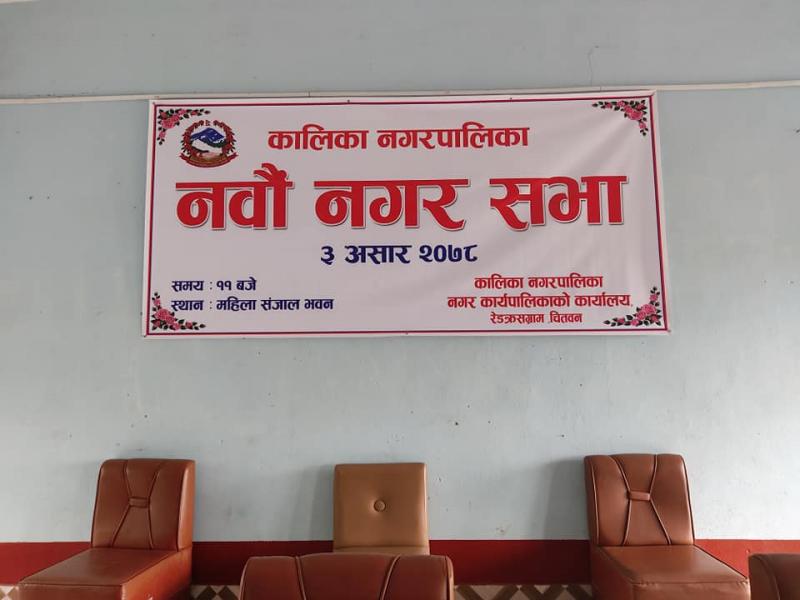 कालिका नगरपालिका
नवौं नगर सभा
३ असार २०७८
समय : ११ बजे
स्थान : महिला संजाल भवन
कालिका नगरपालिका
नगर कार्यपालिकाको कार्यालय,
रेडक्रसग्राम ,चितवन